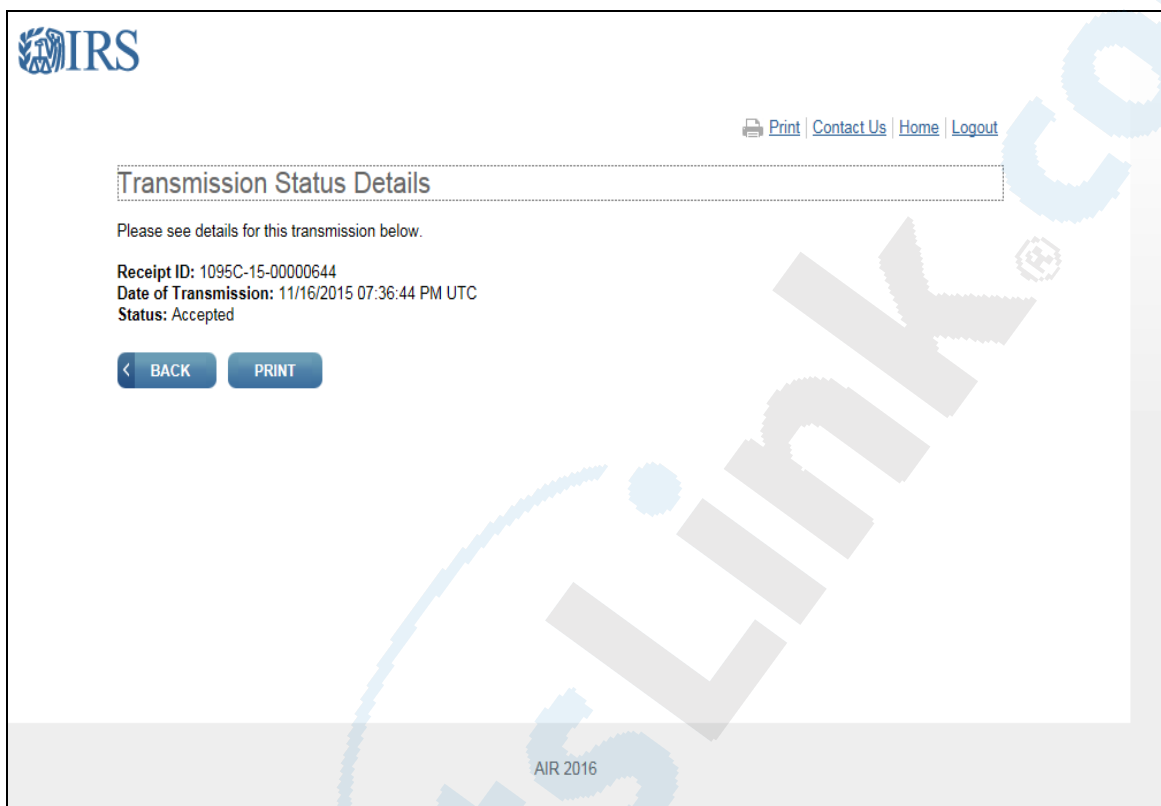 IRS
Print Contact Us Home Logout
Transmission Status Details
Please see details for this transmission below.
Receipt ID: 1095C-15-00000644
Date of Transmission: 11/16/2015 07:36:44 PM UTC
Status: Accepted
BACK PRINT
AIR 2016
tsLink.co
®